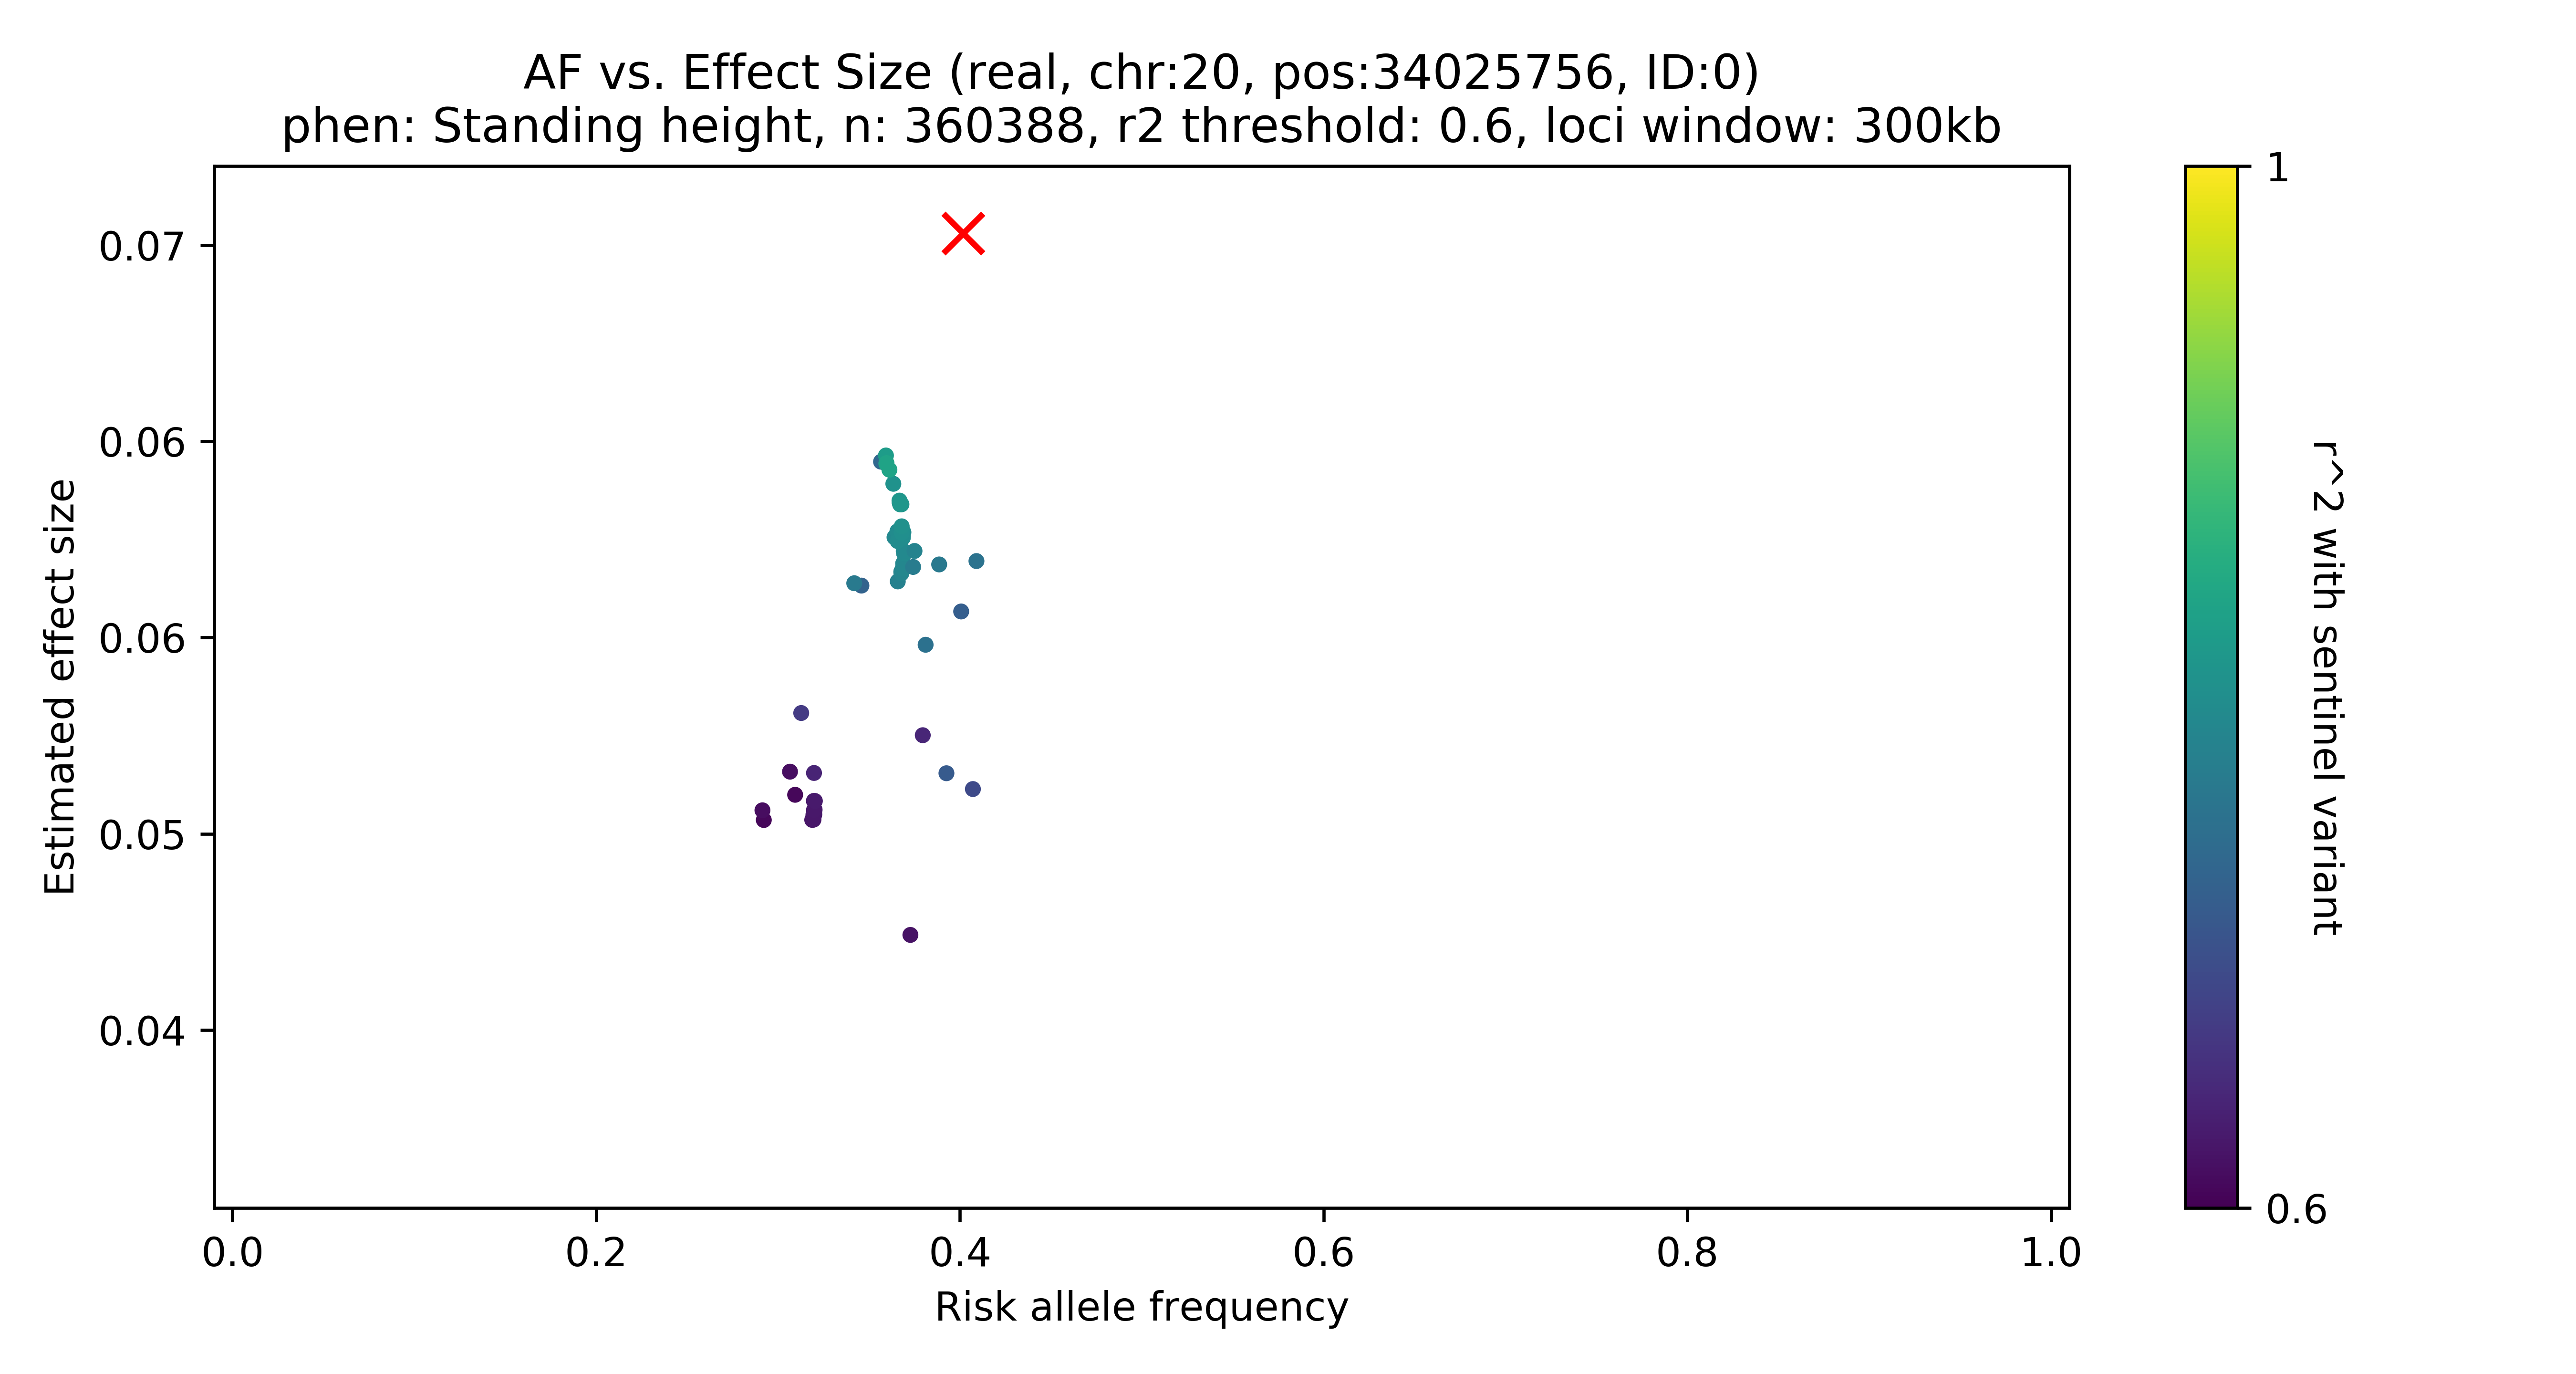 AF vs. Effect Size (real, chr:20, pos:34025756, ID:0)
phen: Standing height, n: 360388, r2 threshold: 0.6, loci window: 300kb
Estimated effect size
0.07
0.06
0.06
0.05
0.04
0.0
0.2
0.4
0.6
0.8
1.0
Risk allele frequency
1
0.6
r^2 with sentinel variant